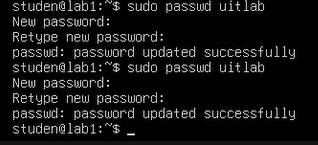 studen@lab1:~$ sudo passwd uitlab
New password:
Retype new password:
passwd: password updated successfully
studen@lab1:~$ sudo passwd uitlab
New password:
Retype new password:
passwd: password updated successfully
studen@lab1:~$ _